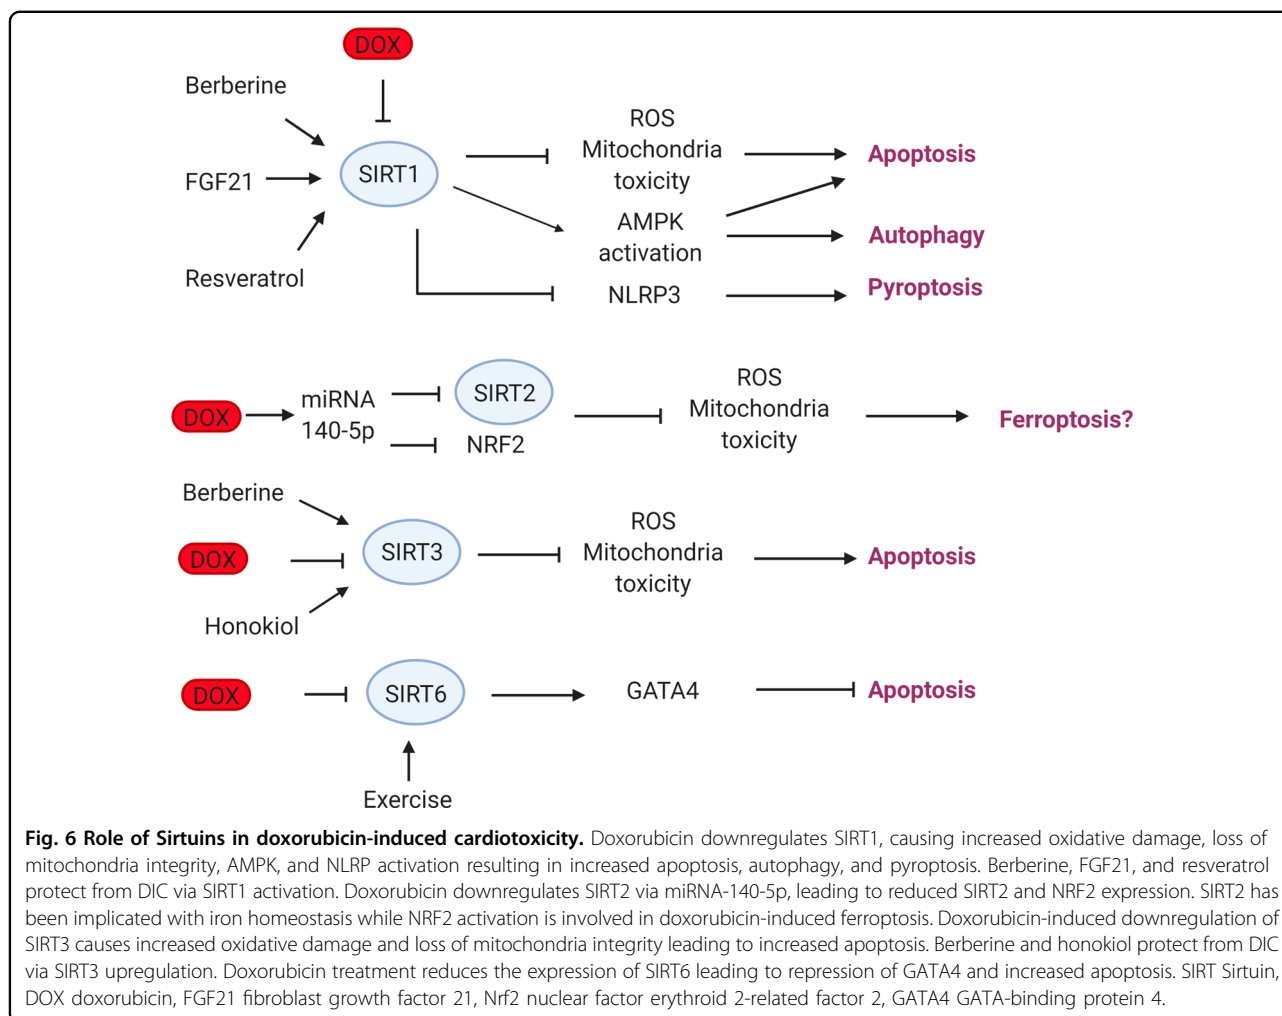 DOX
Berberine
FGF21
Resveratrol
SIRT1
ROS
Mitochondria
toxicity
AMPK
activation
NLRP3
Apoptosis
Autophagy
Pyroptosis
DOX
miRNA
140-5p
SIRT2
NRF2
ROS
Mitochondria
toxicity
Ferroptosis?
Berberine
DOX
Honokiol
SIRT3
ROS
Mitochondria
toxicity
Apoptosis
DOX
SIRT6
GATA4
Apoptosis
Exercise
Fig. 6 Role of Sirtuins in doxorubicin-induced cardiotoxicity. Doxorubicin downregulates SIRT1, causing increased oxidative damage, loss of
mitochondria integrity, AMPK, and NLRP activation resulting in increased apoptosis, autophagy, and pyroptosis. Berberine, FGF21, and resveratrol
protect from DIC via SIRT1 activation. Doxorubicin downregulates SIRT2 via miRNA-140-5p, leading to reduced SIRT2 and NRF2 expression. SIRT2 has
been implicated with iron homeostasis while NRF2 activation is involved in doxorubicin-induced ferroptosis. Doxorubicin-induced downregulation of
SIRT3 causes increased oxidative damage and loss of mitochondria integrity leading to increased apoptosis. Berberine and honokiol protect from DIC
via SIRT3 upregulation. Doxorubicin treatment reduces the expression of SIRT6 leading to repression of GATA4 and increased apoptosis. SIRT Sirtuin,
DOX doxorubicin, FGF21 fibroblast growth factor 21, Nrf2 nuclear factor erythroid 2-related factor 2, GATA4 GATA-binding protein 4.